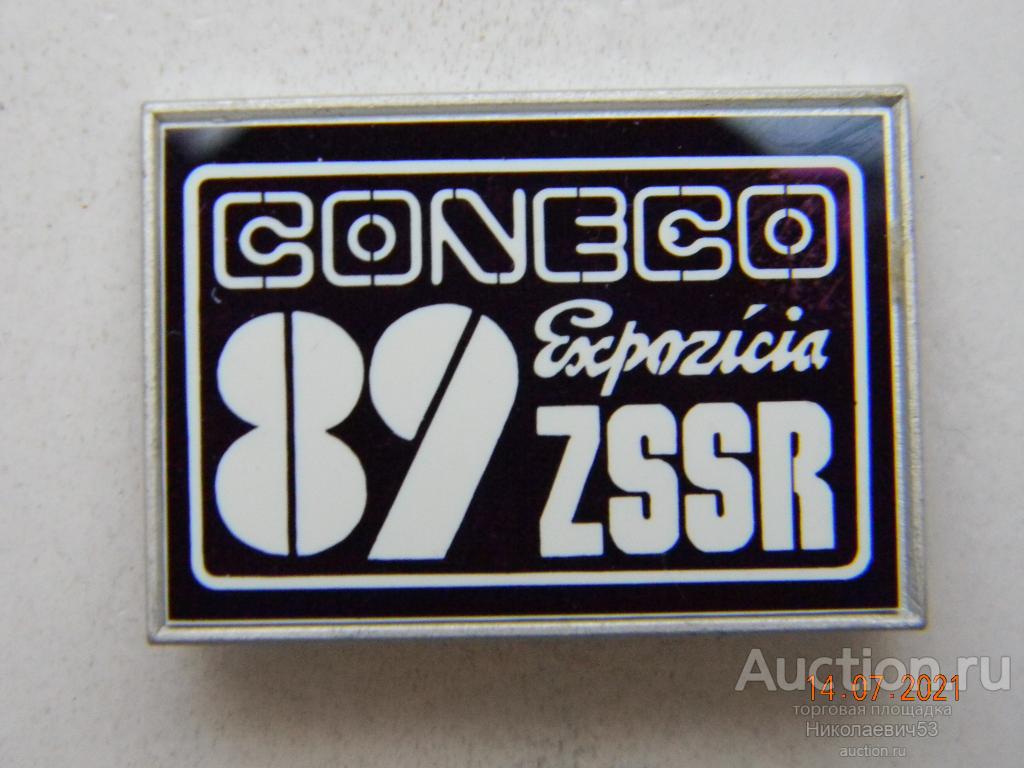 CONECO
89 Expozícia
ZSSR
Auction.ru
14.07.2021
торговая площадка
Николаевич53
auction.ru